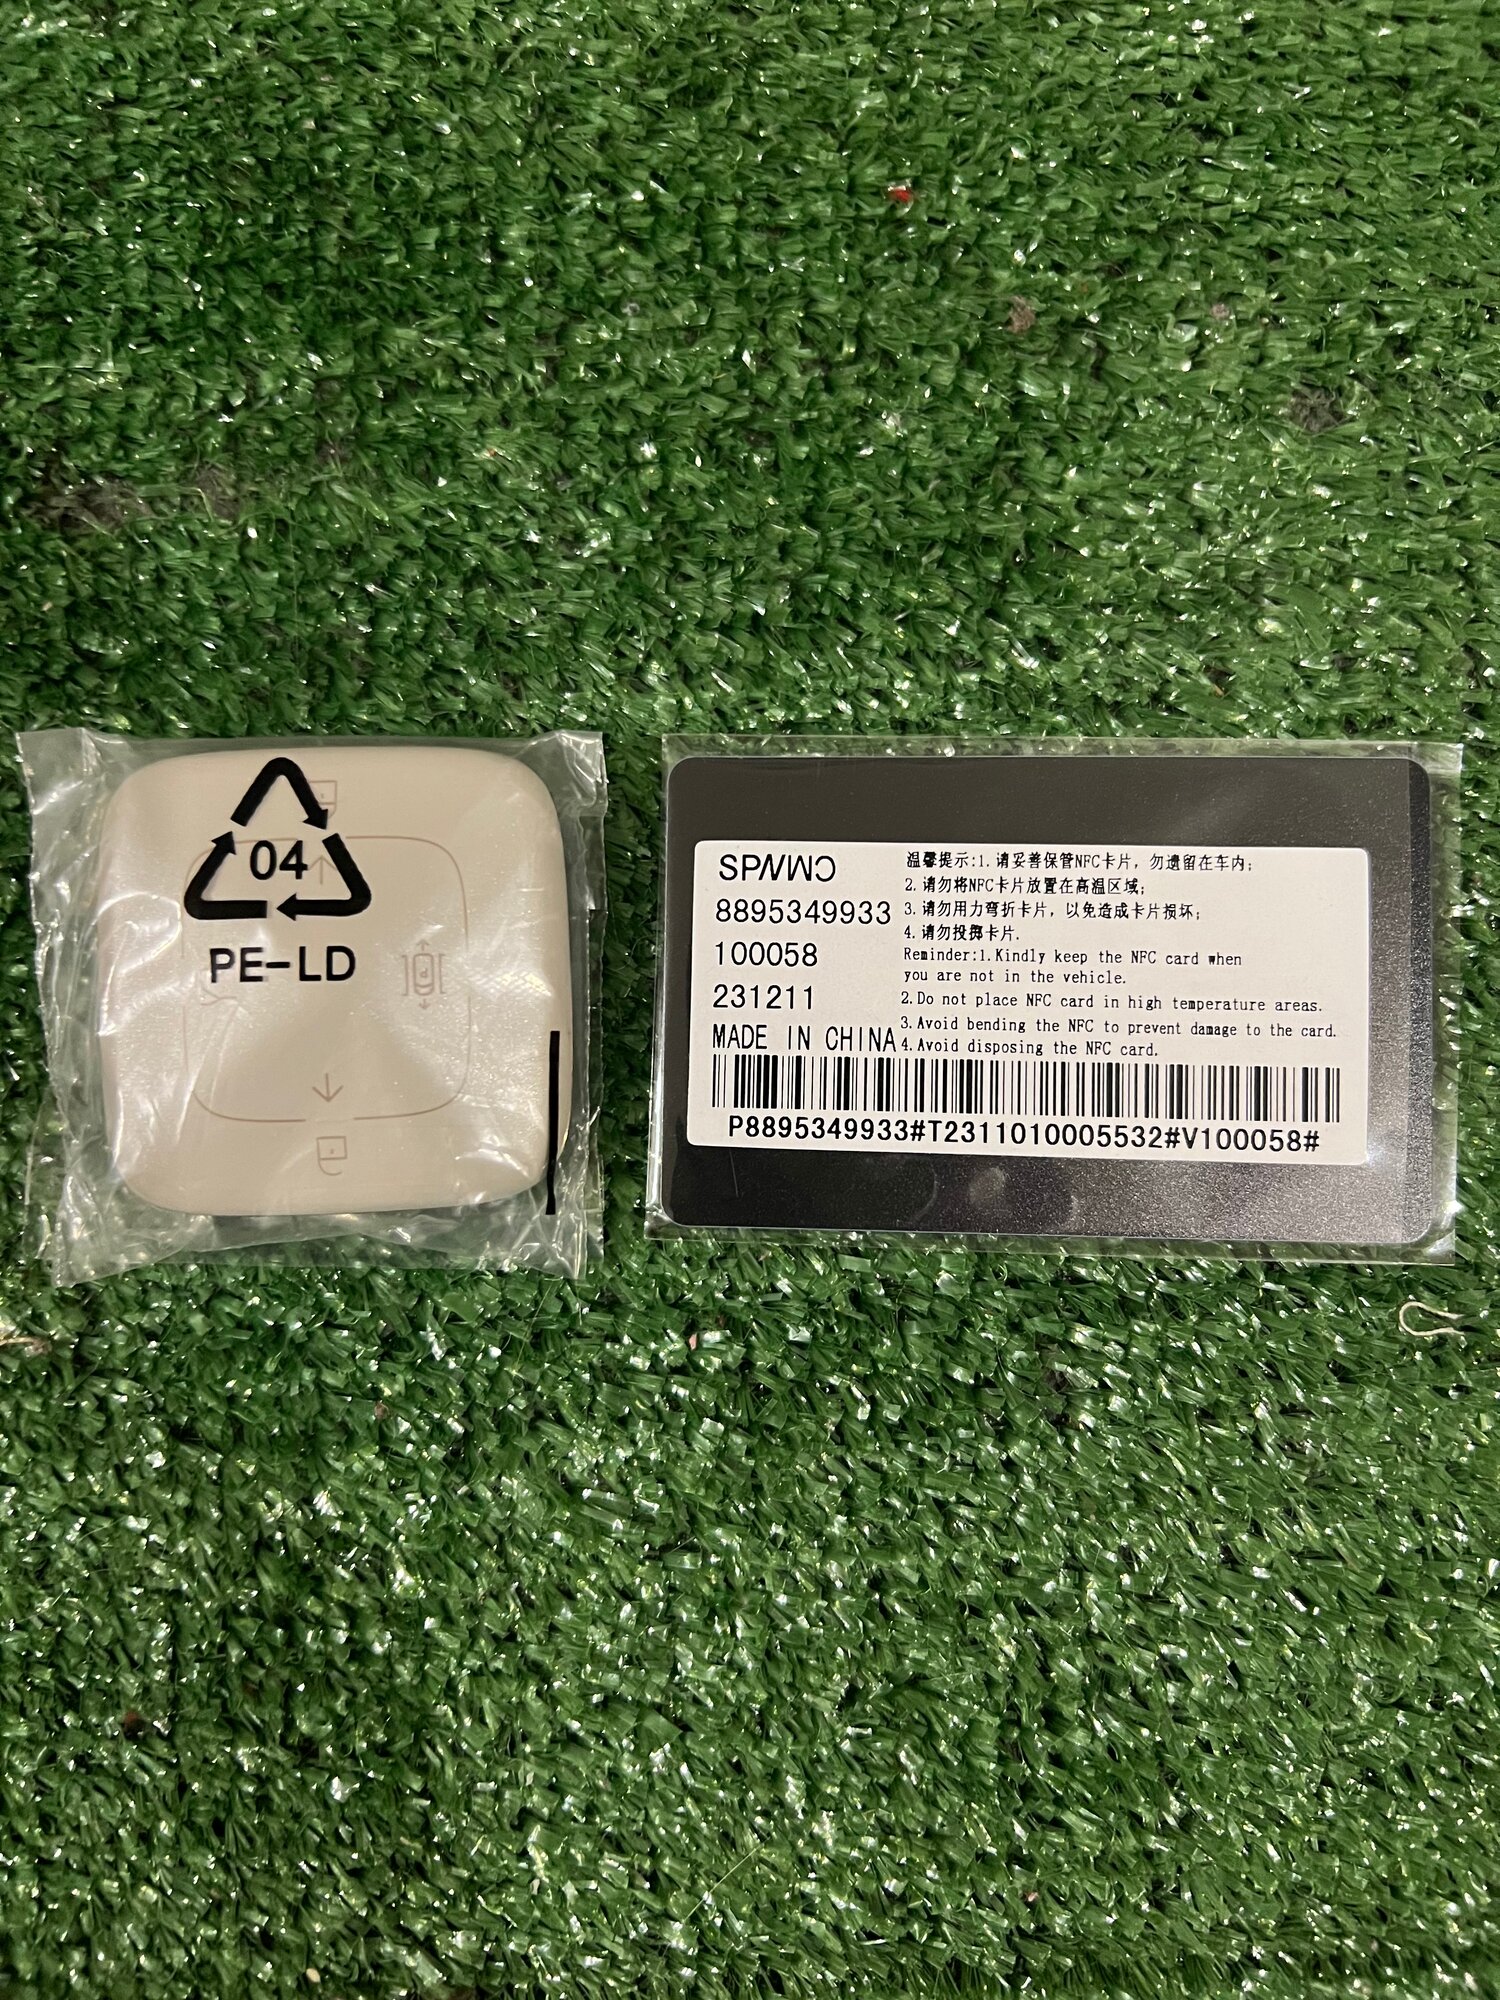 04
PE-LD
8895349933
100058
231211
MADE IN CHINA
温馨提示:1.请妥善保管NFC卡片，勿遗留在车内；
2.请勿将NFC卡片放置在高温区域；
3.请勿用力弯折卡片，以免造成卡片损坏；
4.请勿投掷卡片.
Reminder:1.Kindly keep the NFC card when
you are not in the vehicle.
2.Do not place NFC card in high temperature areas.
3.Avoid bending the NFC to prevent damage to the card.
4.Avoid disposing the NFC card.
P8895349933#T2311010005532#V100058#